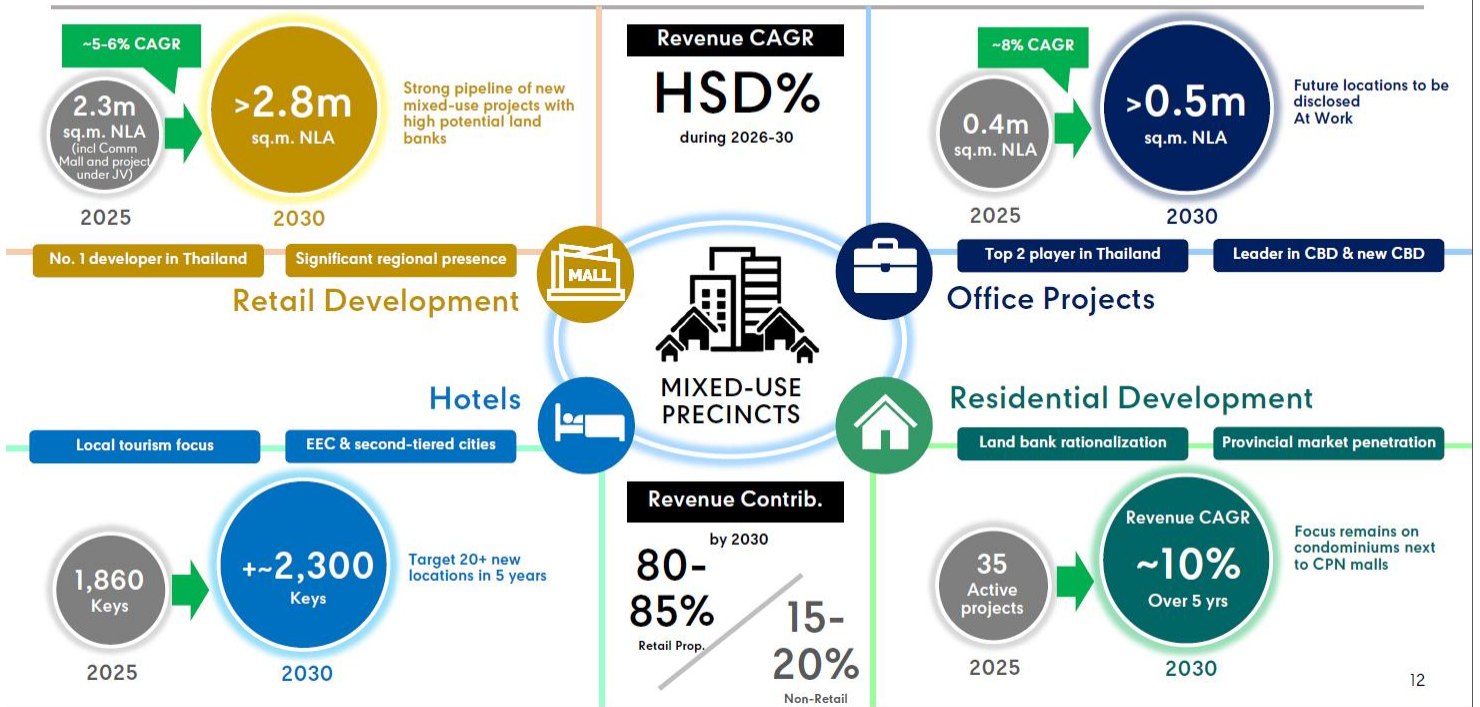 ~5-6% CAGR
2.3m
sq.m. NLA
(incl Comm
Mall and project
under JV)
2025
>2.8m
sq.m. NLA
2030
Strong pipeline of new
mixed-use projects with
high potential land
banks
No. 1 developer in Thailand
Significant regional presence
Retail Development
MALL
Revenue CAGR
HSD%
during 2026-30
~8% CAGR
0.4m
sq.m. NLA
2025
>0.5m
sq.m. NLA
2030
Future locations to be
disclosed
At Work
Top 2 player in Thailand
Leader in CBD & new CBD
Office Projects
MIXED-USE
PRECINCTS
Hotels
Local tourism focus
EEC & second-tiered cities
1,860
Keys
2025
+~2,300
Keys
2030
Target 20+ new
locations in 5 years
Revenue Contrib.
by 2030
80-
85%
Retail Prop.
15-
20%
Non-Retail
Residential Development
Land bank rationalization
Provincial market penetration
35
Active
projects
2025
Revenue CAGR
~10%
Over 5 yrs
2030
Focus remains on
condominiums next
to CPN malls
12